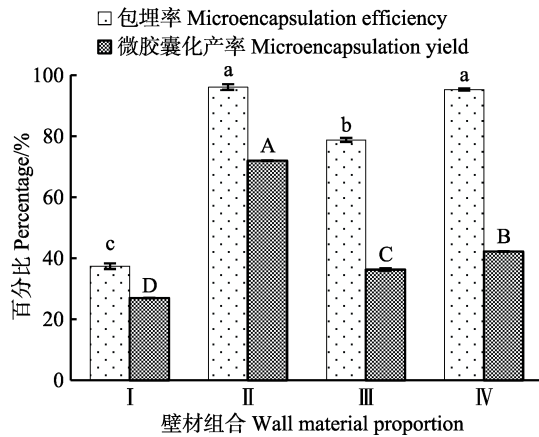 包埋率 Microencapsulation efficiency
微胶囊化产率 Microencapsulation yield
百分比 Percentage/%
100
80
60
40
20
0
c
D
a
A
b
C
a
B
Ⅰ
Ⅱ
Ⅲ
Ⅳ
壁材组合 Wall material proportion